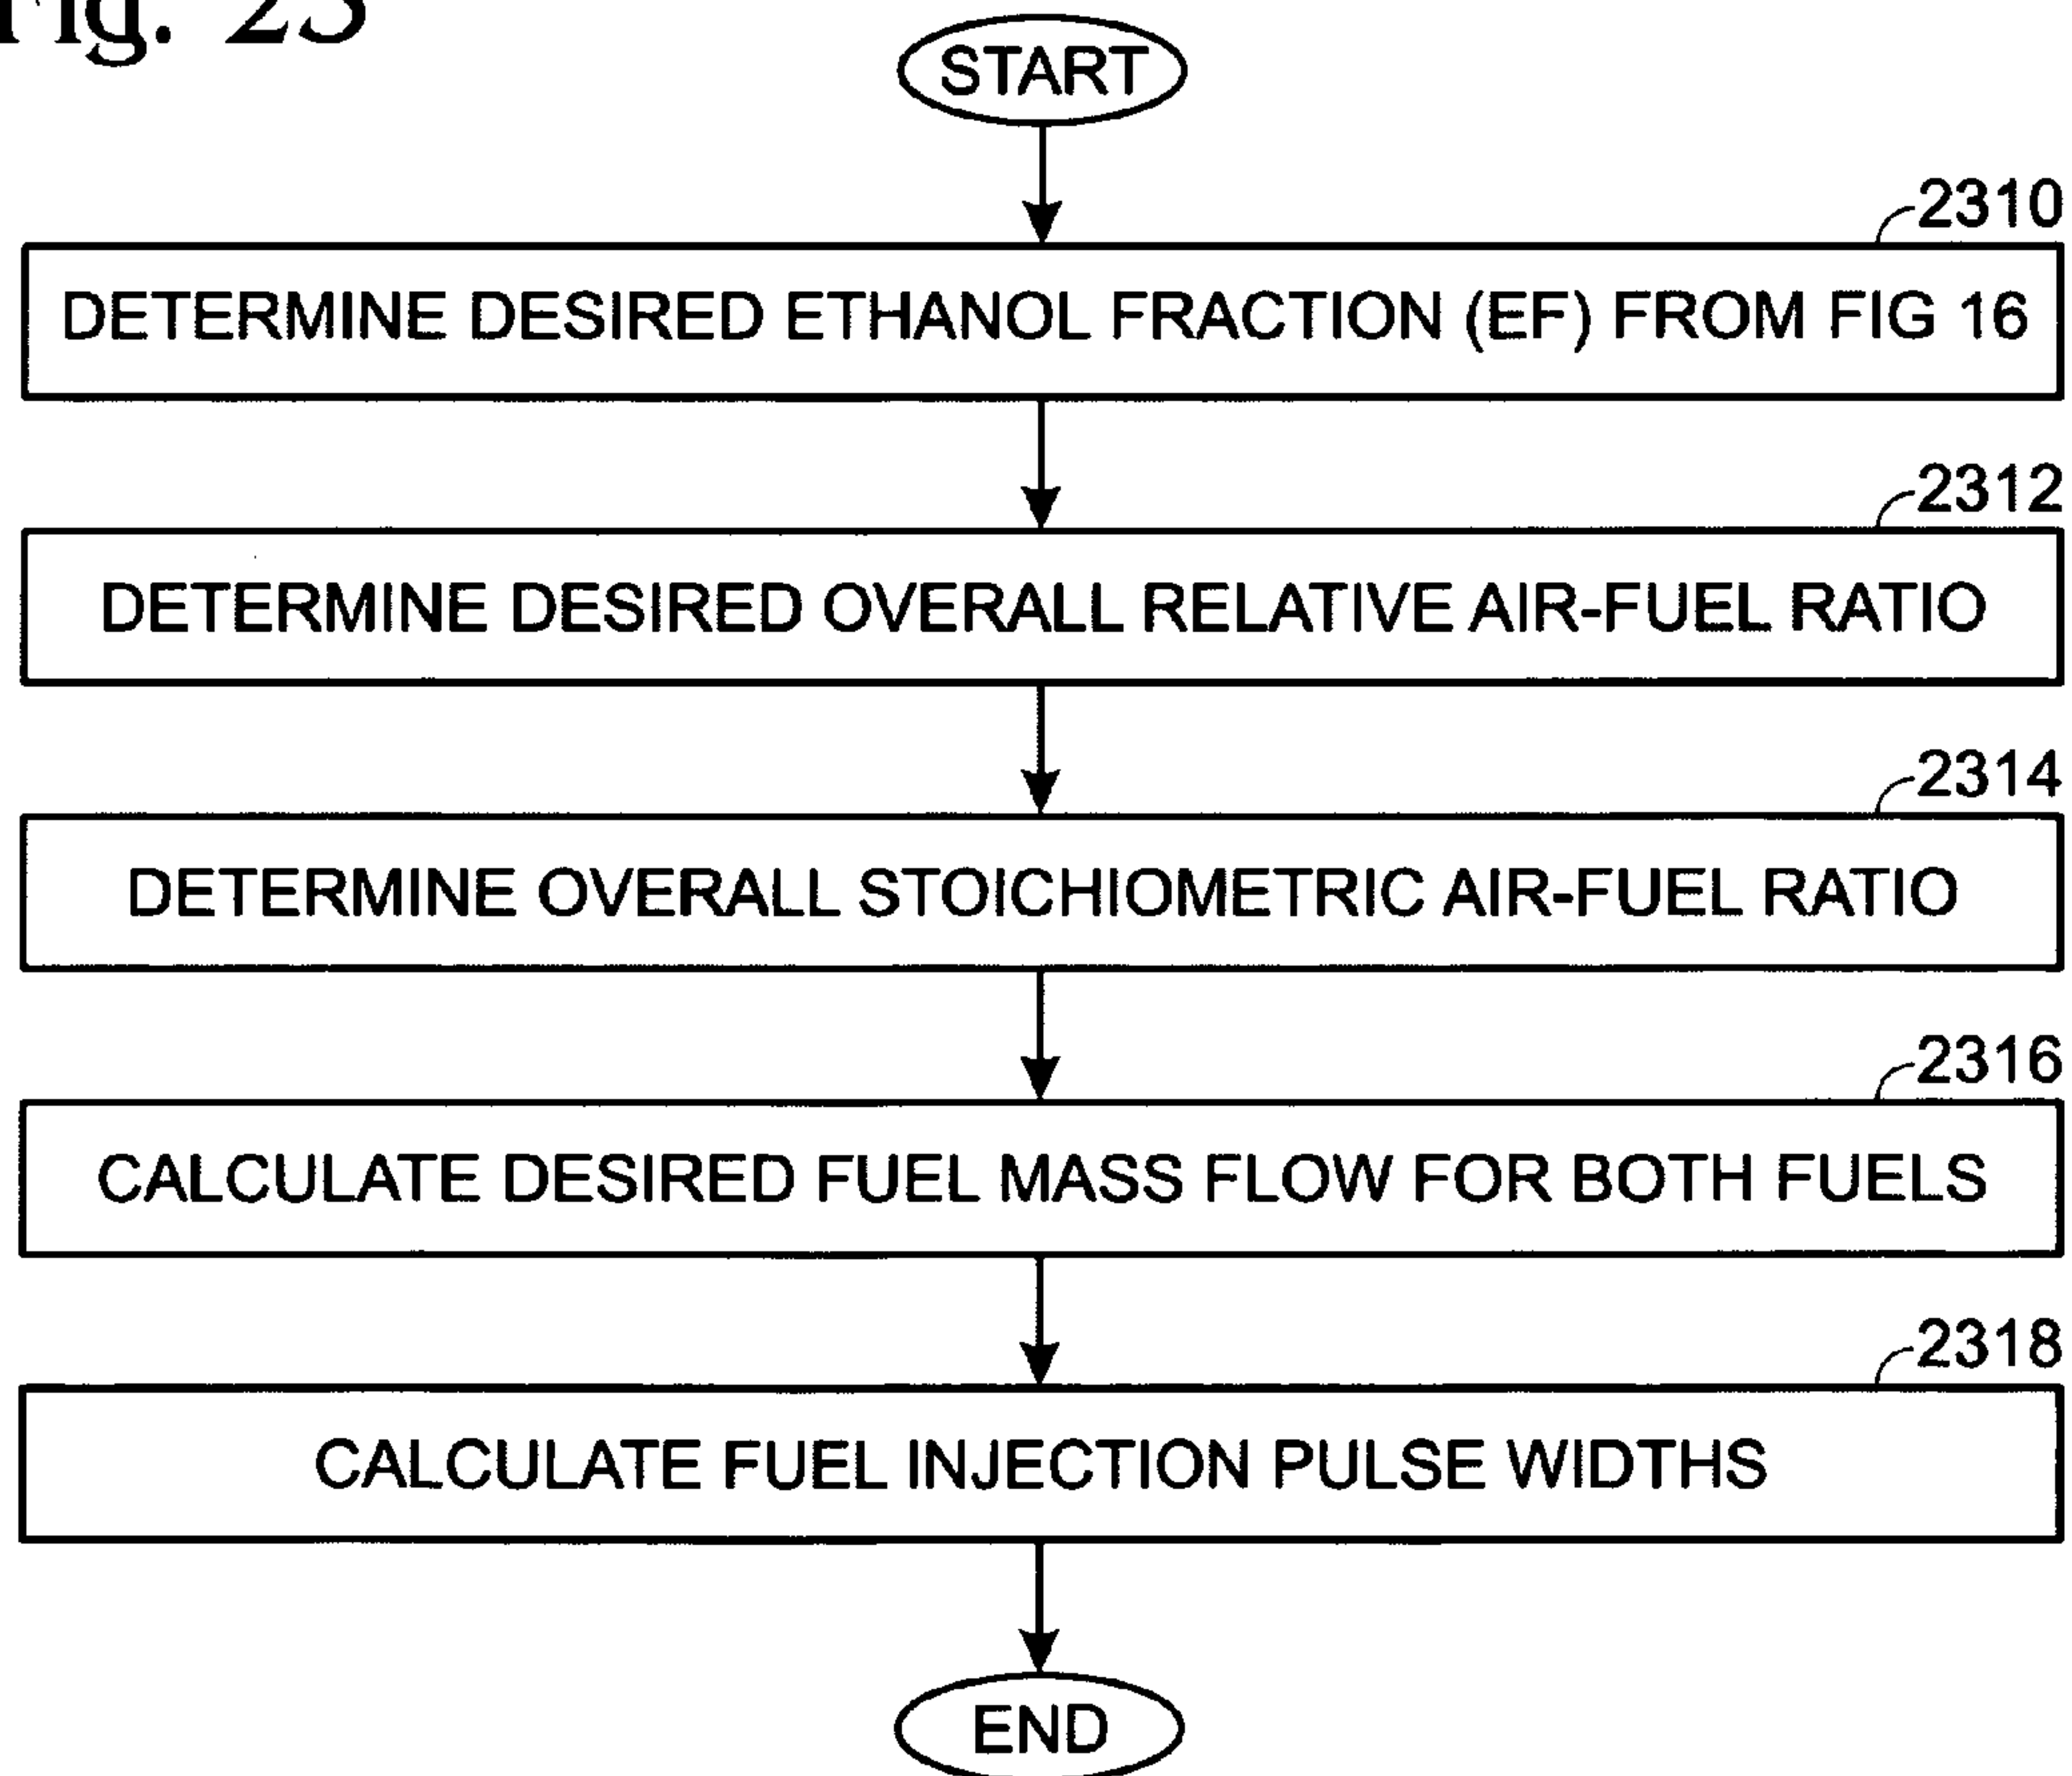 Fig. 23
START
2310
DETERMINE DESIRED ETHANOL FRACTION (EF) FROM FIG 16
2312
DETERMINE DESIRED OVERALL RELATIVE AIR-FUEL RATIO
2314
DETERMINE OVERALL STOICHIOMETRIC AIR-FUEL RATIO
2316
CALCULATE DESIRED FUEL MASS FLOW FOR BOTH FUELS
2318
CALCULATE FUEL INJECTION PULSE WIDTHS
END